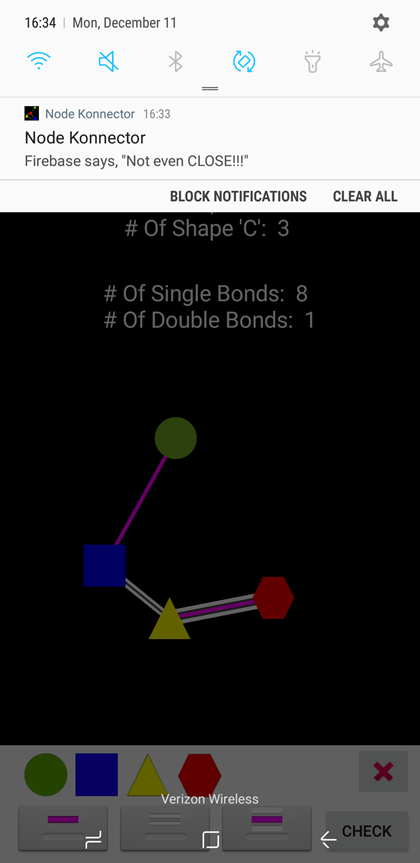 16:34 | Mon, December 11
Node Konnector 16:33
Node Konnector
Firebase says, "Not even CLOSE!!!"
BLOCK NOTIFICATIONS CLEAR ALL
# Of Shape 'C': 3
# Of Single Bonds: 8
# Of Double Bonds: 1
Verizon Wireless
CHECK